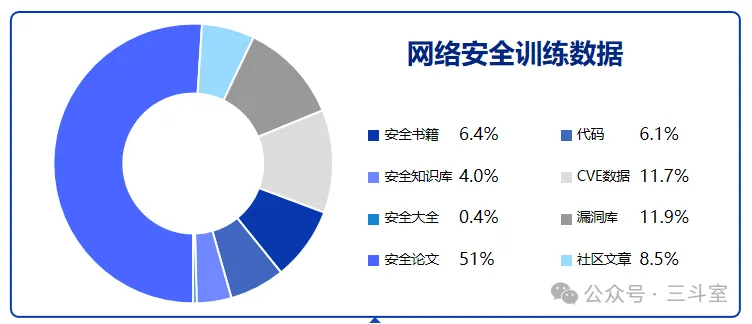 网络安全训练数据
安全书籍 6.4% 代码 6.1%
安全知识库 4.0% CVE数据 11.7%
安全大全 0.4% 漏洞库 11.9%
安全论文 51% 社区文章 8.5%
公众号·三斗室